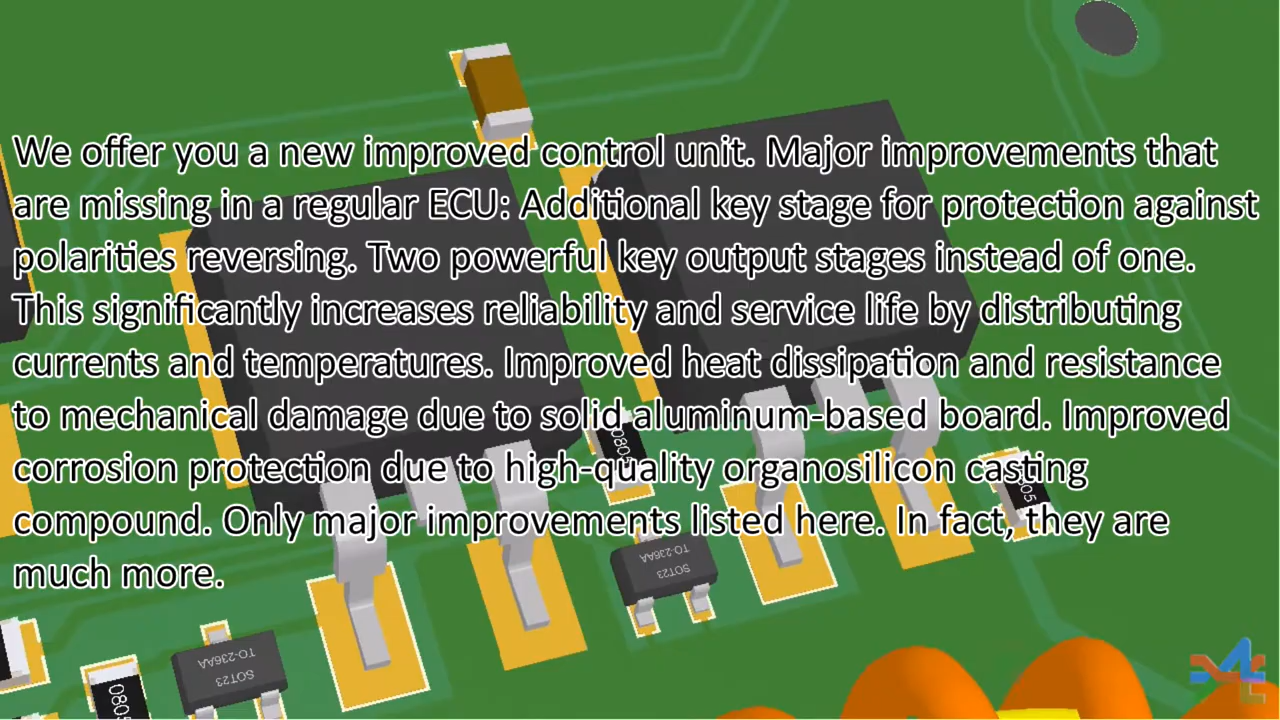 We offer you a new improved control unit. Major improvements that
are missing in a regular ECU: Additional key stage for protection against
polarities reversing. Two powerful key output stages instead of one.
This significantly increases reliability and service life by distributing
currents and temperatures. Improved heat dissipation and resistance
to mechanical damage due to solid aluminum-based board. Improved
corrosion protection due to high-quality organosilicon casting
compound. Only major improvements listed here. In fact, they are
much more.
0805
0805
SOT23
TO-236AA
SOT23
TO-236AA
0805